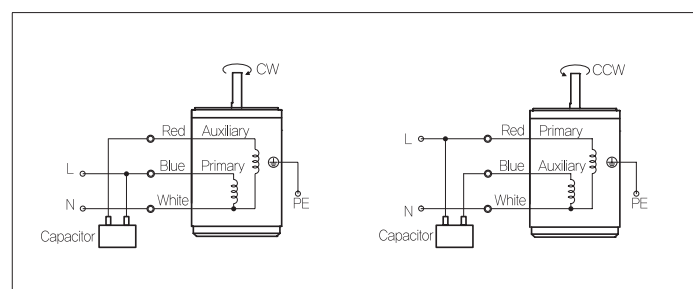 CW
Red Auxiliary
L Blue Primary
N White
PE
Capacitor
CCW
L Red Primary
Blue Auxiliary
N White
PE
Capacitor